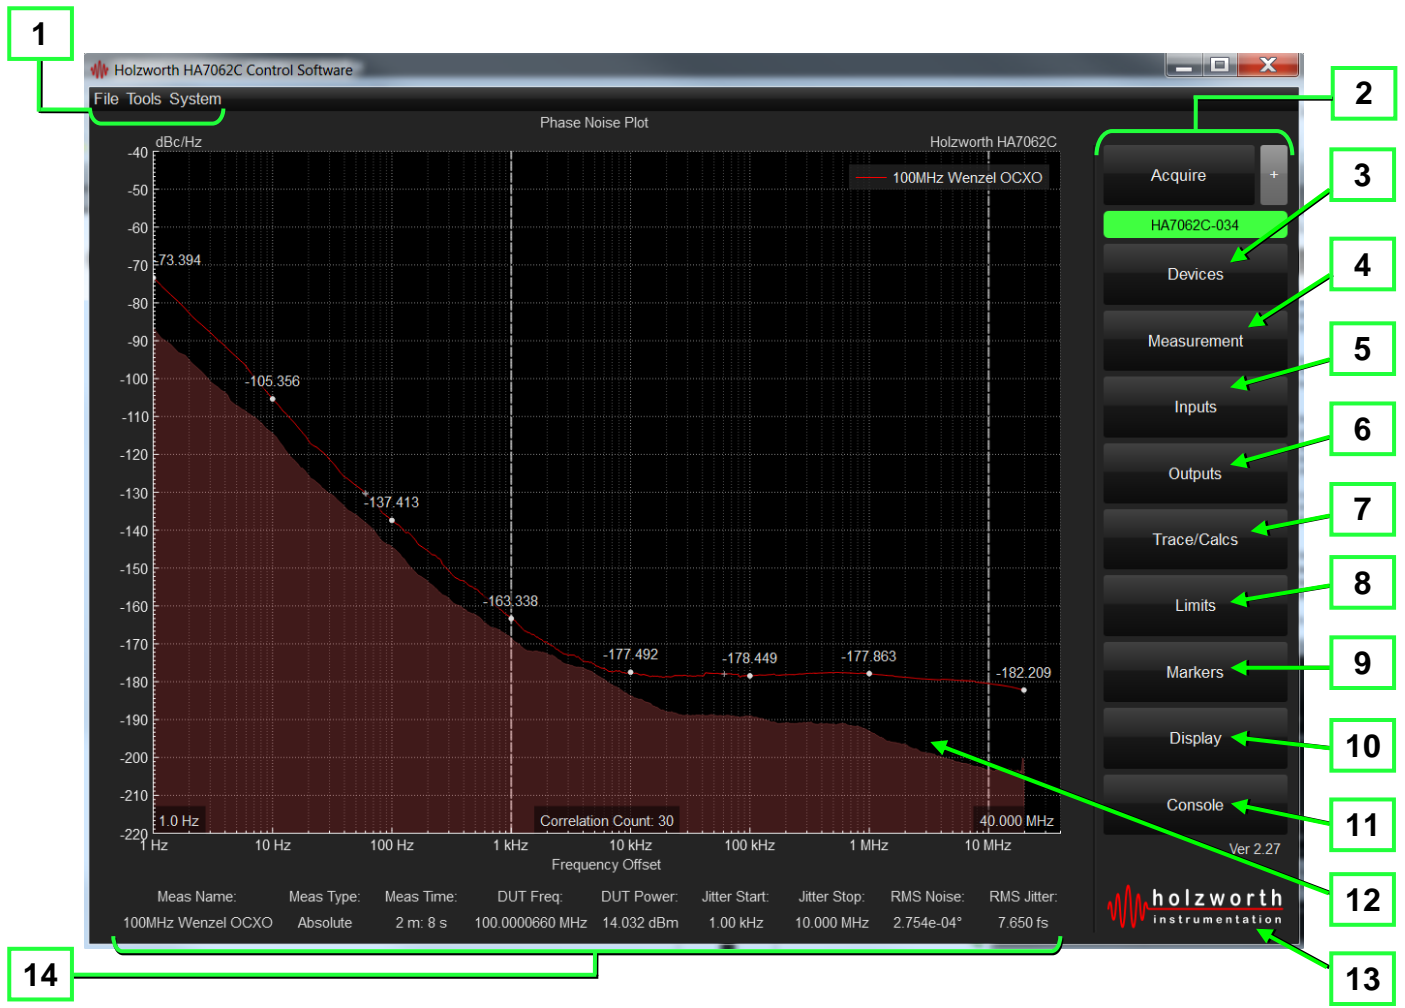 1
Holzworth HA7062C Control Software
File Tools System
2
Phase Noise Plot
dBc/Hz
Holzworth HA7062C
100MHz Wenzel OCXO
-40
-50
-60
-70
-80
-90
-100
-110
-120
-130
-140
-150
-160
-170
-180
-190
-200
-210
-220
-73.394
-105.356
-137.413
-163.338
-177.492
-178.449
-177.863
-182.209
1.0 Hz
Correlation Count: 30
40.000 MHz
1 Hz
10 Hz
100 Hz
1 kHz
10 kHz
100 kHz
1 MHz
10 MHz
Frequency Offset
Meas Name: Meas Type: Meas Time: DUT Freq: DUT Power: Jitter Start: Jitter Stop: RMS Noise: RMS Jitter:
100MHz Wenzel OCXO Absolute 2 m: 8 s 100.0000660 MHz 14.032 dBm 1.00 kHz 10.000 MHz 2.754e-04° 7.650 fs
Acquire +
HA7062C-034
Devices
Measurement
Inputs
Outputs
Trace/Calcs
Limits
Markers
Display
Console
Ver 2.27
holzworth
instrumentation
3
4
5
6
7
8
9
10
11
12
13
14